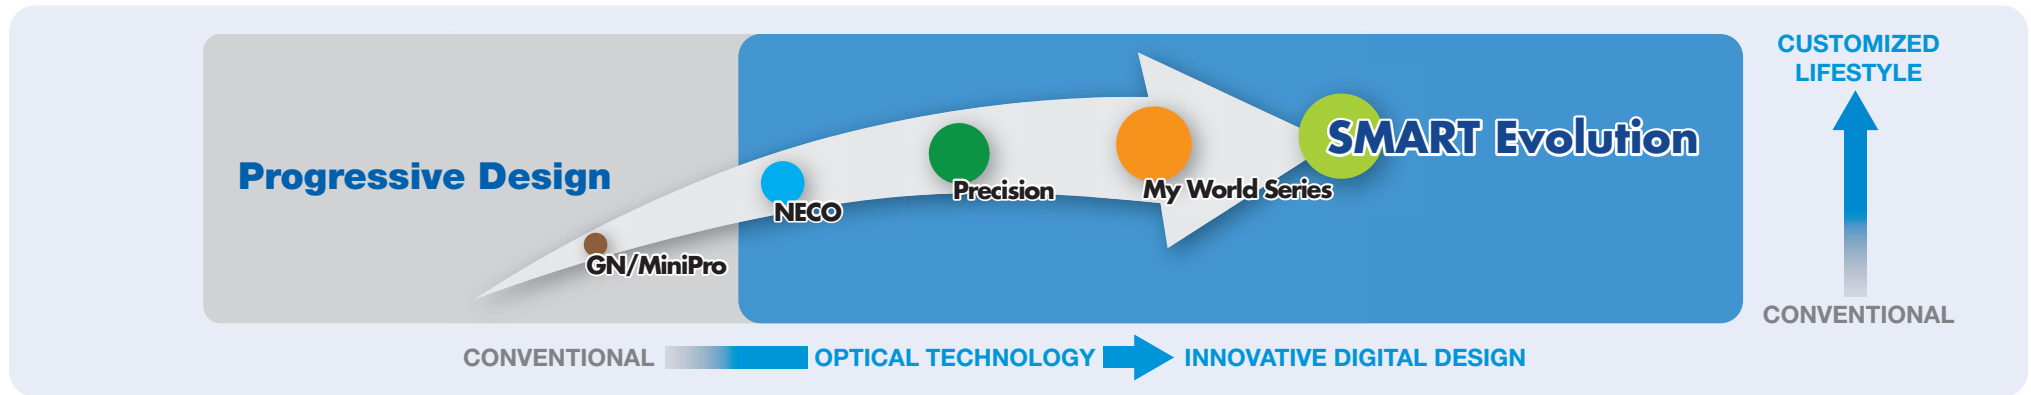 CUSTOMIZED
LIFESTYLE
SMART Evolution
Progressive Design
Precision
My World Series
NECO
GN/MiniPro
CONVENTIONAL
CONVENTIONAL
OPTICAL TECHNOLOGY
INNOVATIVE DIGITAL DESIGN